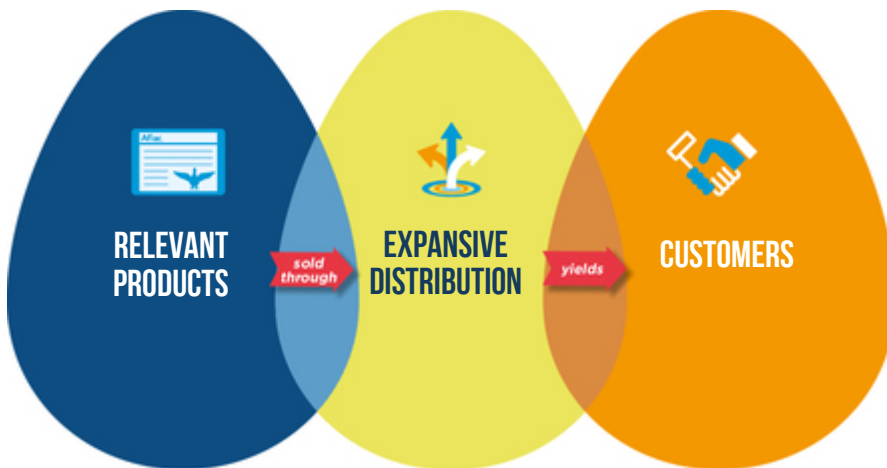 Aflac
RELEVANT
PRODUCTS
sold
through
EXPANSIVE
DISTRIBUTION
yields
CUSTOMERS